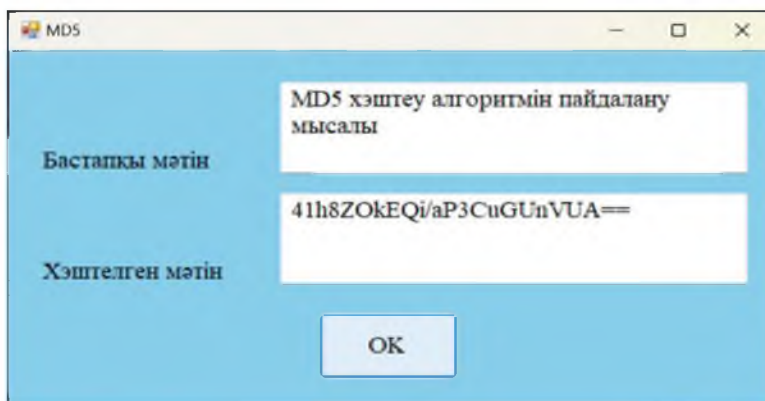 MD5
MD5 хэштеу алгоритмін пайдалану
мысалы
Бастапқы мәтін
41h8ZOkEQi/aP3CuGUnVUA==
Хэштелген мәтін
OK